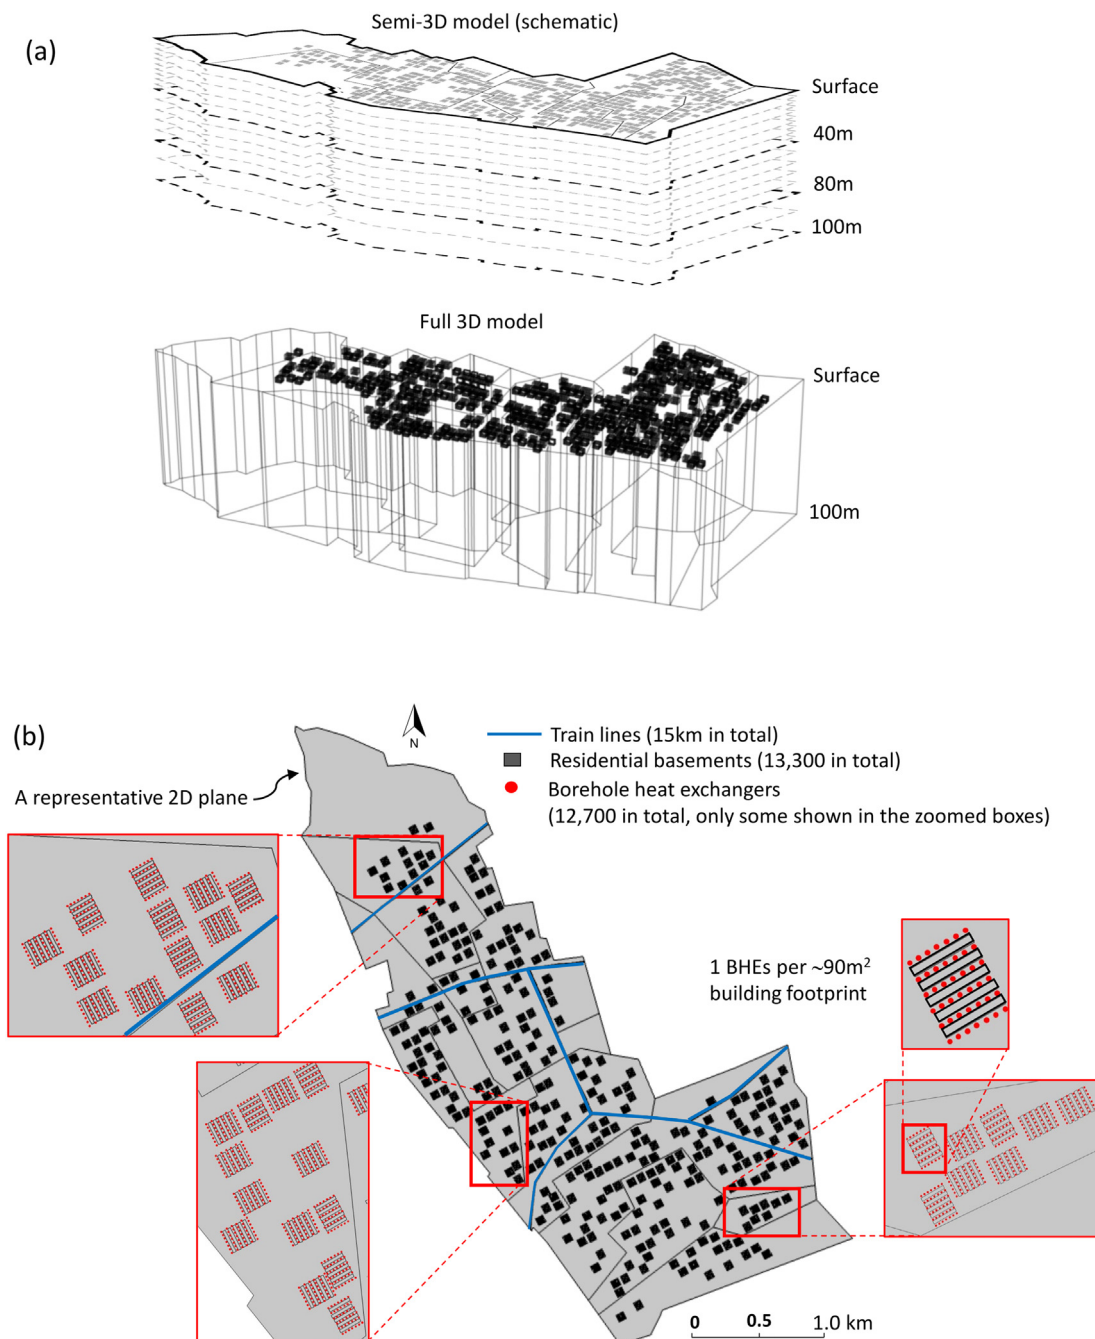 (a)
Semi-3D model (schematic)
Surface
40m
80m
100m
Full 3D model
Surface
100m
(b)
N
Train lines (15km in total)
Residential basements (13,300 in total)
Borehole heat exchangers
(12,700 in total, only some shown in the zoomed boxes)
A representative 2D plane
1 BHEs per ~90m²
building footprint
0 0.5 1.0 km